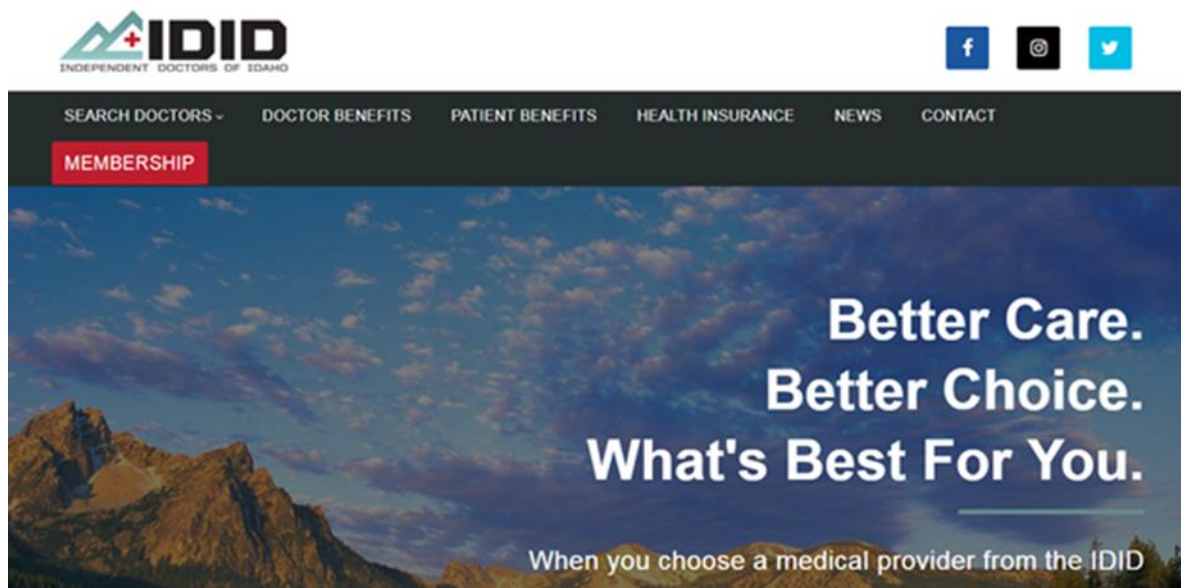 IDID
INDEPENDENT DOCTORS OF IDAHO
SEARCH DOCTORS DOCTOR BENEFITS PATIENT BENEFITS HEALTH INSURANCE NEWS CONTACT
MEMBERSHIP
Better Care.
Better Choice.
What's Best For You.
When you choose a medical provider from the IDID